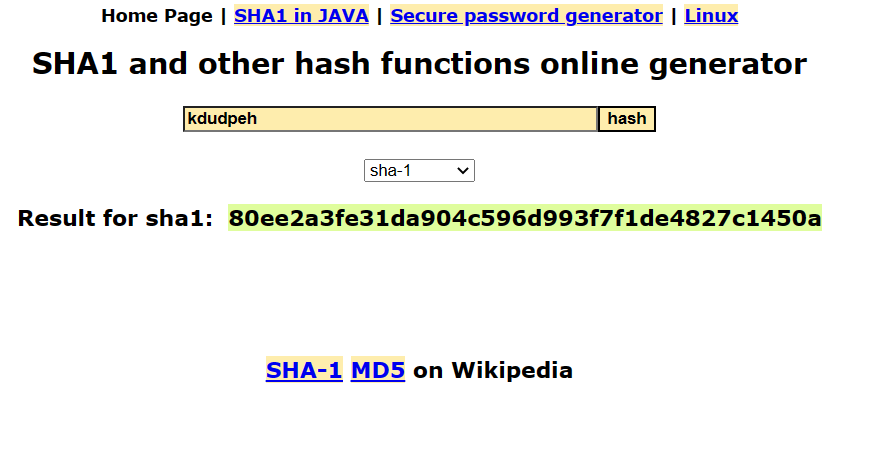 Home Page | SHA1 in JAVA | Secure password generator | Linux
SHA1 and other hash functions online generator
kdudpeh hash
sha-1
Result for sha1: 80ee2a3fe31da904c596d993f7f1de4827c1450a
SHA-1 MD5 on Wikipedia